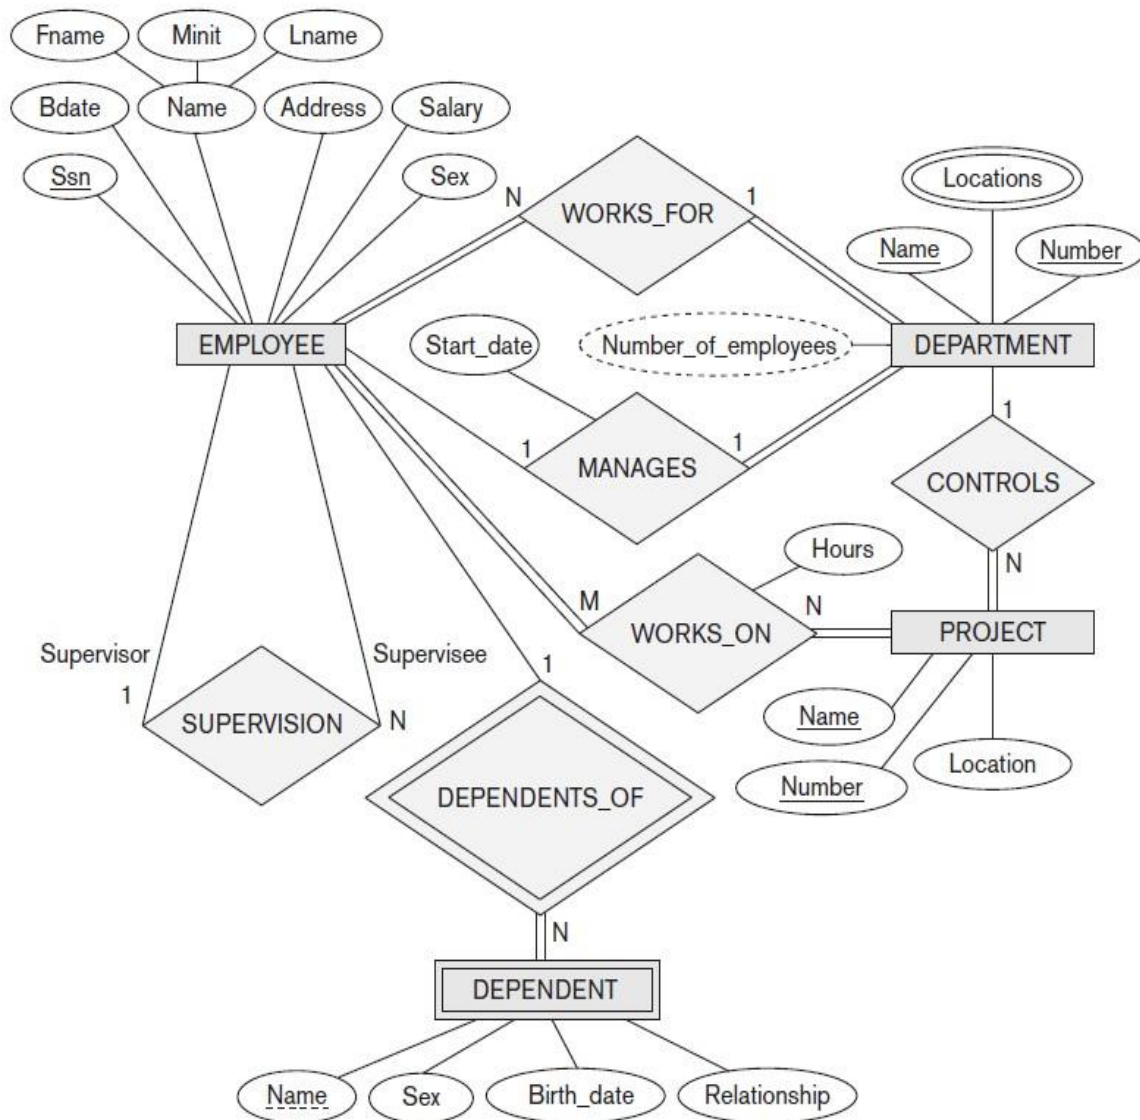 Fname
Minit
Lname
Bdate
Name
Address
Salary
Ssn
Sex
N
WORKS_FOR
1
Locations
Name
Number
EMPLOYEE
Start_date
Number_of_employees
DEPARTMENT
1
MANAGES
1
1
CONTROLS
N
Hours
M
WORKS_ON
N
PROJECT
Supervisor
1
SUPERVISION
Supervisee
N
1
Name
Number
Location
DEPENDENTS_OF
N
DEPENDENT
Name
Sex
Birth_date
Relationship